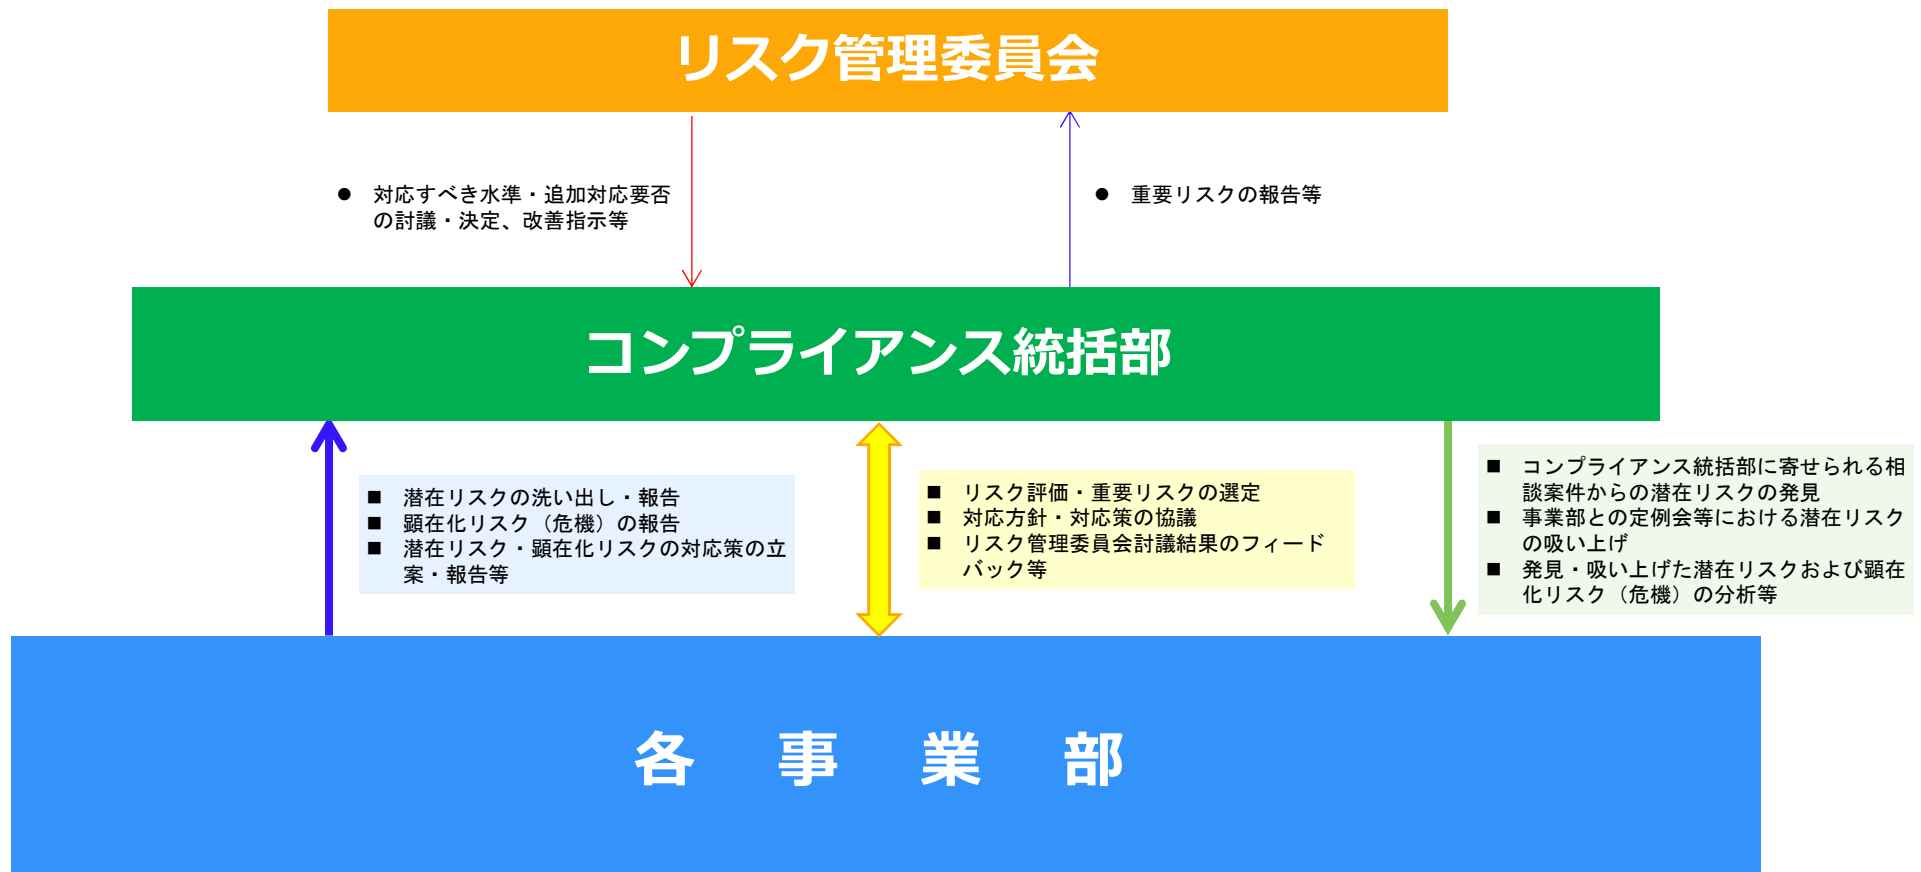 リスク管理委員会
● 対応すべき水準・追加対応要否
の討議・決定、改善指示等
● 重要リスクの報告等
コンプライアンス統括部
■ 潜在リスクの洗い出し・報告
■ 顕在化リスク（危機）の報告
■ 潜在リスク・顕在化リスクの対応策の立
案・報告等
■ リスク評価・重要リスクの選定
■ 対応方針・対応策の協議
■ リスク管理委員会討議結果のフィード
バック等
■ コンプライアンス統括部に寄せられる相
談案件からの潜在リスクの発見
■ 事業部との定例会等における潜在リスク
の吸い上げ
■ 発見・吸い上げた潜在リスクおよび顕在
化リスク（危機）の分析等
各　事　業　部